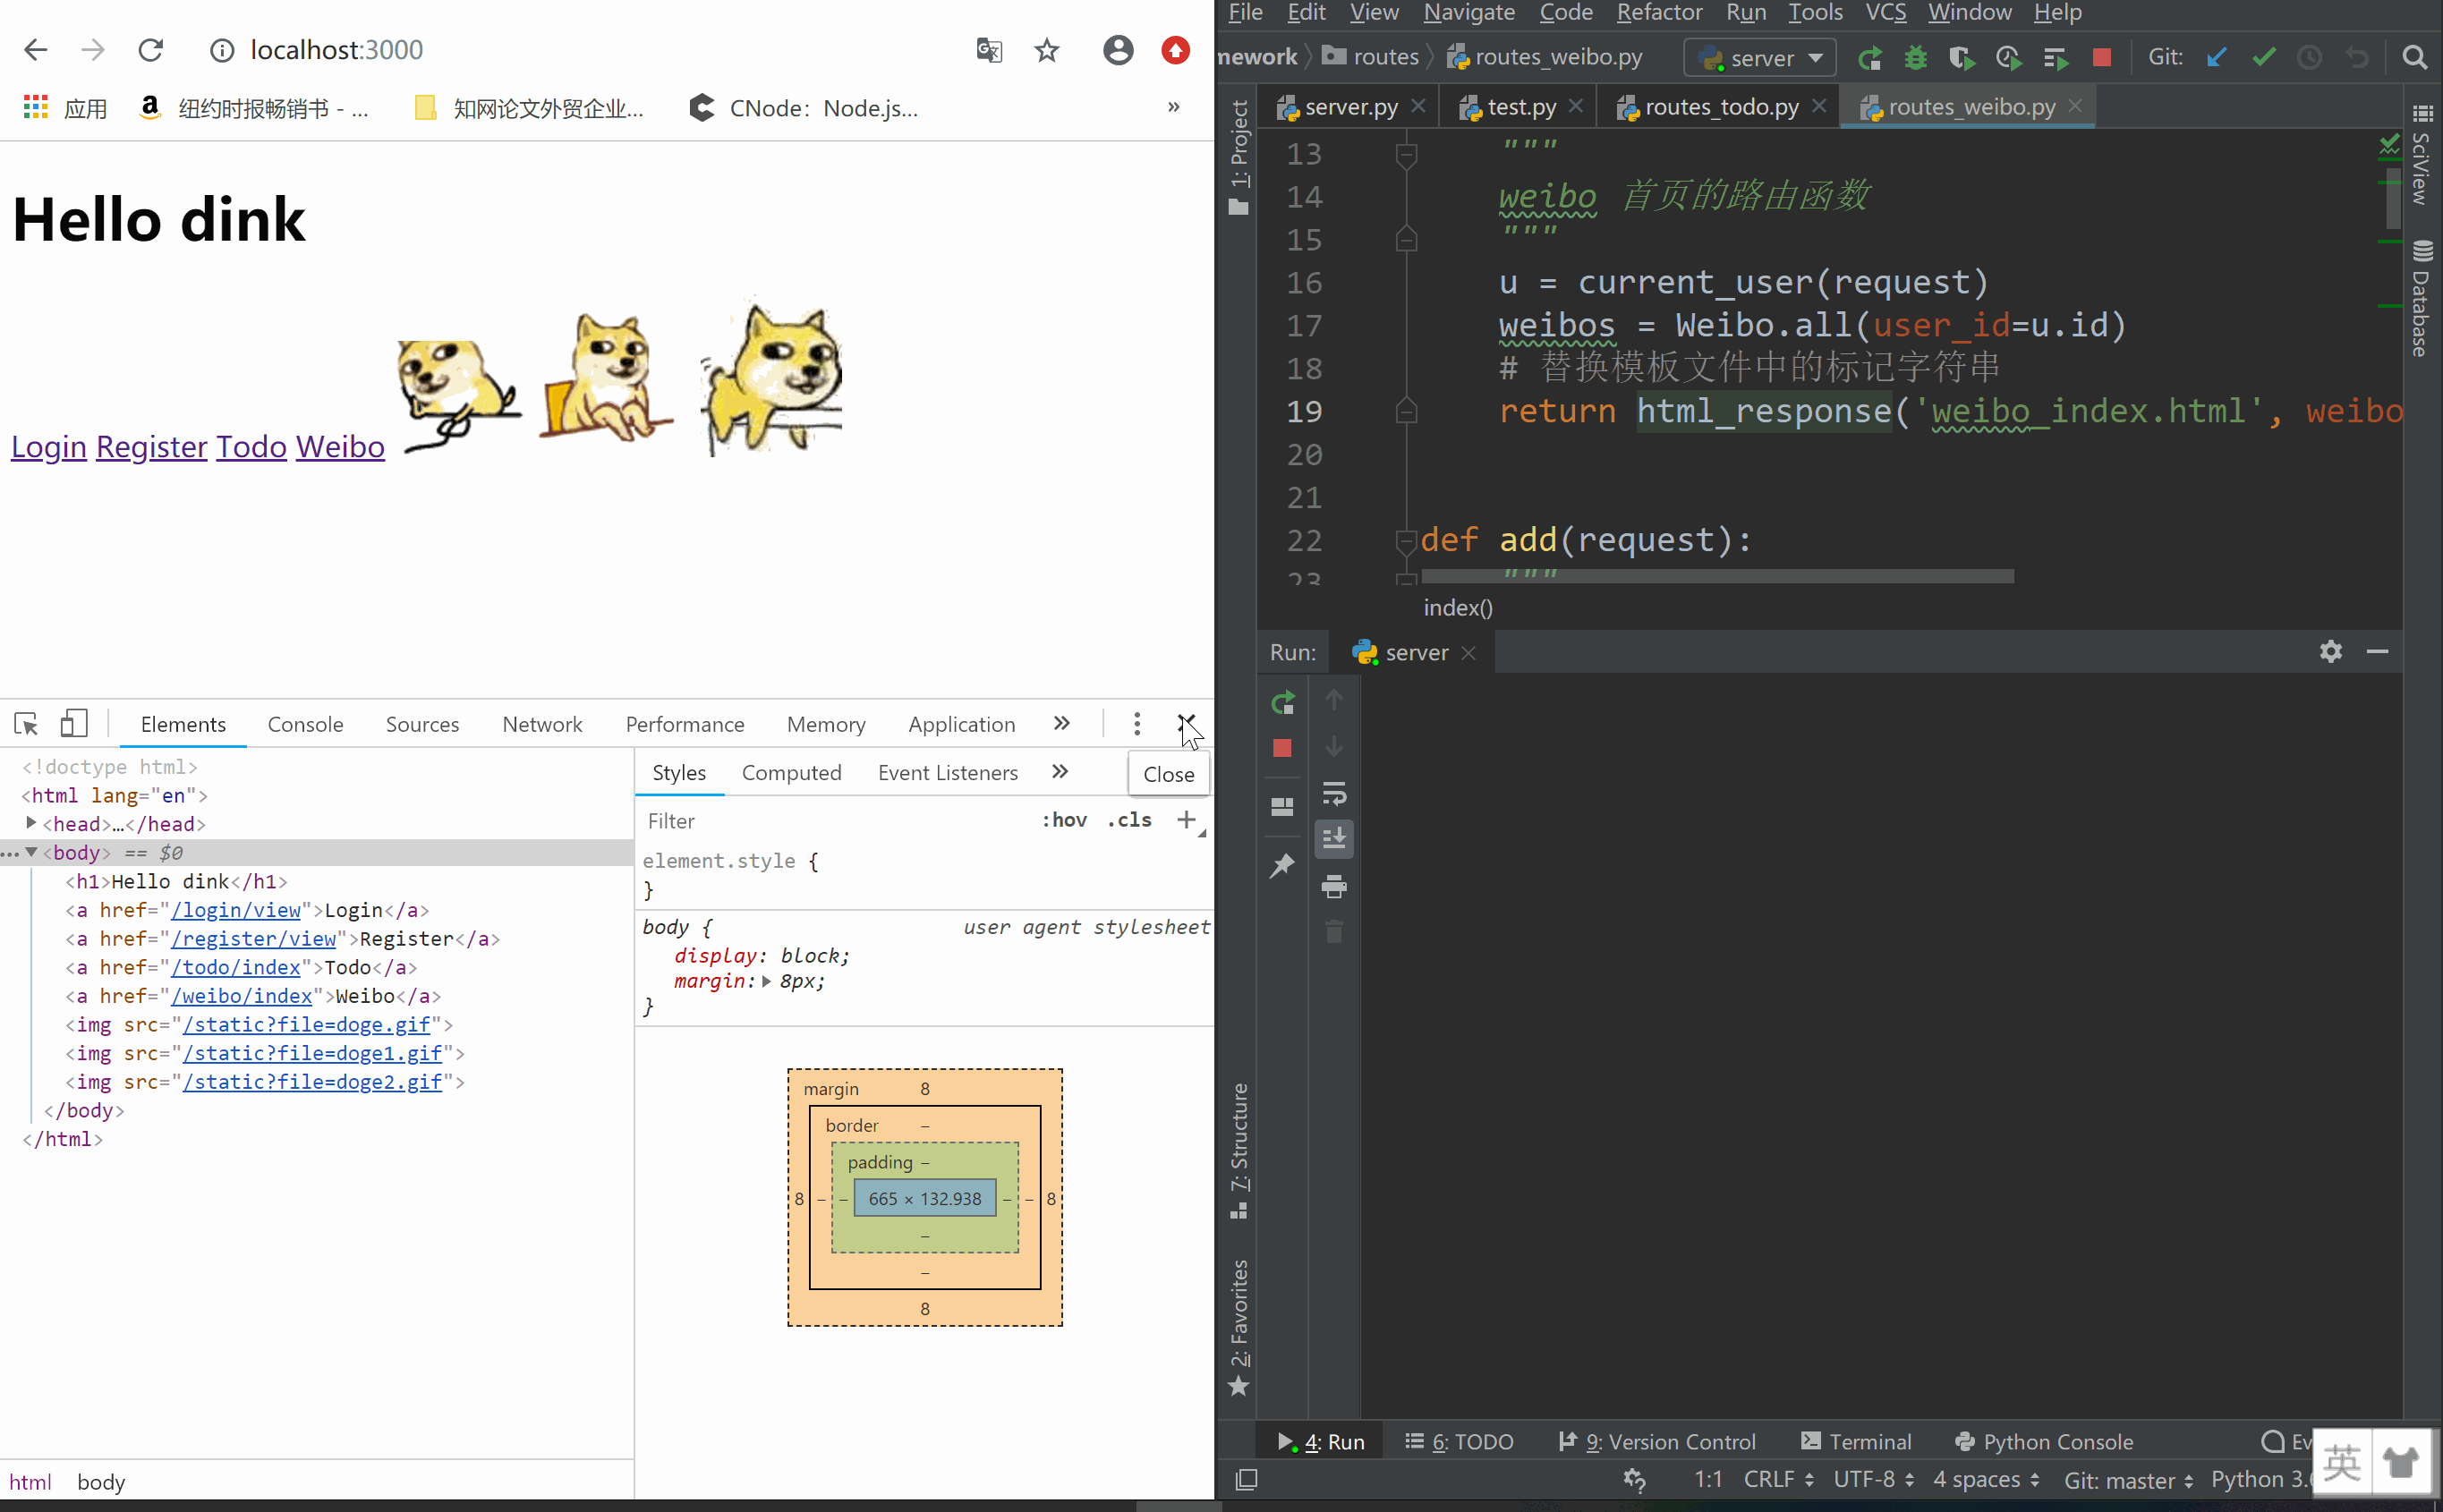 localhost:3000
应用 纽约时报畅销书 - ... 知网论文外贸企业... CNode：Node.js... »
Hello dink
Login Register Todo Weibo
Elements Console Sources Network Performance Memory Application »
<!doctype html>
<html lang="en">
<head>…</head>
<body> == $0
<h1>Hello dink</h1>
<a href="/login/view">Login</a>
<a href="/register/view">Register</a>
<a href="/todo/index">Todo</a>
<a href="/weibo/index">Weibo</a>
<img src="/static?file=doge.gif">
<img src="/static?file=doge1.gif">
<img src="/static?file=doge2.gif">
</body>
</html>
html body
Styles Computed Event Listeners »
Close
Filter :hov .cls +
element.style {
}
body { user agent stylesheet
display: block;
margin: 8px;
}
margin 8
border –
padding –
8 – – 665 × 132.938 – – 8
–
–
8
File Edit View Navigate Code Refactor Run Tools VCS Window Help
mework routes routes_weibo.py server Git:
server.py test.py routes_todo.py routes_weibo.py
1: Project
SciView
Database
13 """
14 weibo 首页的路由函数
15 """
16 u = current_user(request)
17 weibos = Weibo.all(user_id=u.id)
18 # 替换模板文件中的标记字符串
19 return html_response('weibo_index.html', weibo
20
21
22 def add(request):
23 """
index()
Run: server
7: Structure
2: Favorites
4: Run 6: TODO 9: Version Control Terminal Python Console Ev
1:1 CRLF UTF-8 4 spaces Git: master Python 3.
英